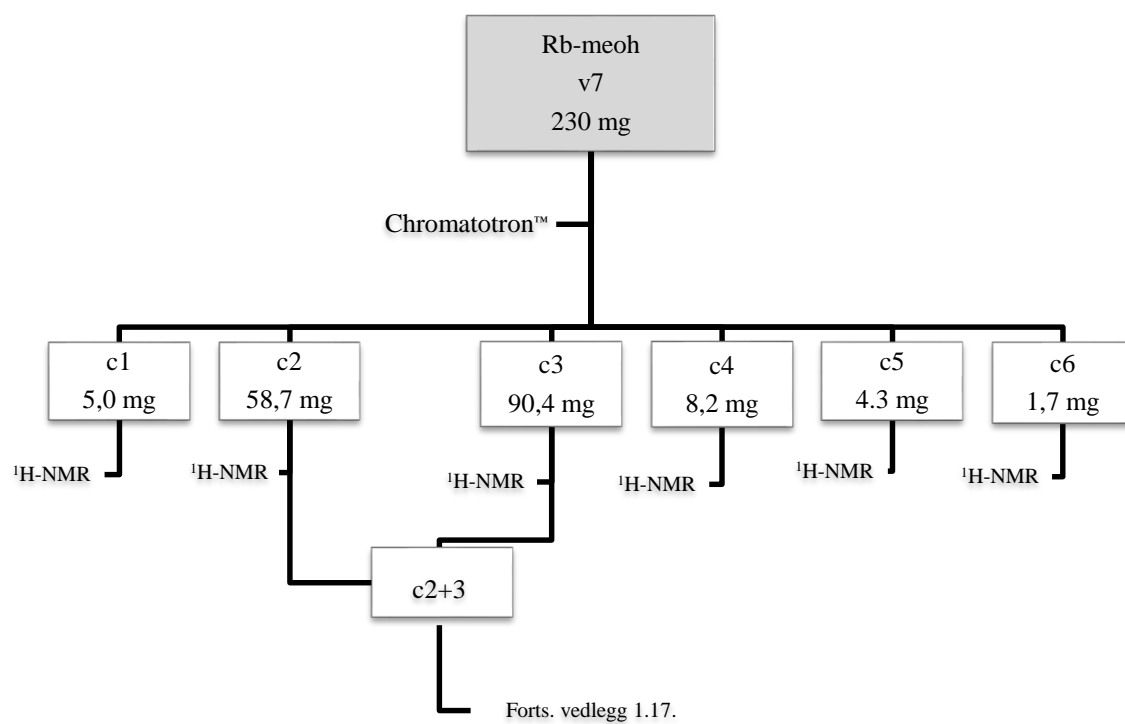 Rb-meoh
v7
230 mg
Chromatotron™
c1
5,0 mg
c2
58,7 mg
c3
90,4 mg
c4
8,2 mg
c5
4.3 mg
c6
1,7 mg
¹H-NMR
¹H-NMR
¹H-NMR
¹H-NMR
¹H-NMR
¹H-NMR
c2+3
Forts. vedlegg 1.17.